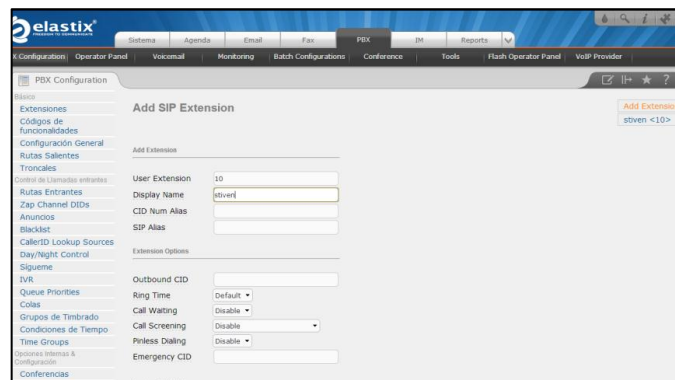 elastix®
FREEDOM TO COMMUNICATE
Sistema Agenda Email Fax PBX IM Reports
X Configuration Operator Panel Voicemail Monitoring Batch Configurations Conference Tools Flash Operator Panel VoIP Provider
PBX Configuration
Básico
Extensiones
Códigos de
funcionalidades
Configuración General
Rutas Salientes
Troncales
Control de Llamadas entrantes
Rutas Entrantes
Zap Channel DIDs
Anuncios
Blacklist
CallerID Lookup Sources
Day/Night Control
Sígueme
IVR
Queue Priorities
Colas
Grupos de Timbrado
Condiciones de Tiempo
Time Groups
Opciones Internas &
Configuración
Conferencias
Add SIP Extension
Add Extension
User Extension 10
Display Name stiven
CID Num Alias
SIP Alias
Extension Options
Outbound CID
Ring Time Default
Call Waiting Disable
Call Screening Disable
Pinless Dialing Disable
Emergency CID
Add Extensio
stiven <10>